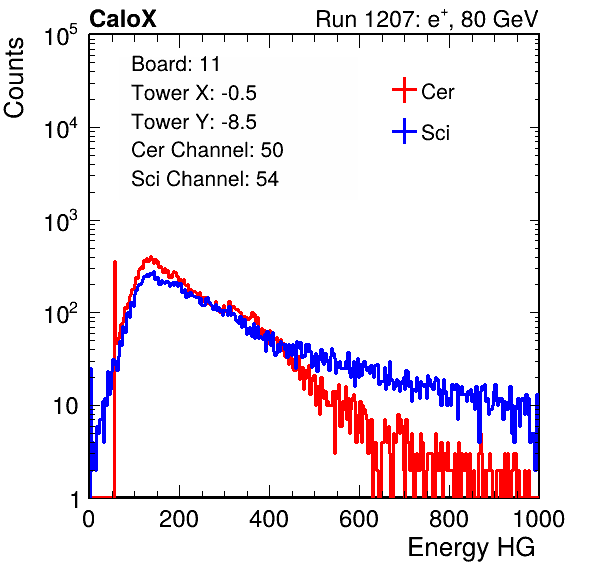 CaloX Run 1207: e⁺, 80 GeV
Counts
Board: 11
Tower X: -0.5
Tower Y: -8.5
Cer Channel: 50
Sci Channel: 54
Cer
Sci
10⁵
10⁴
10³
10²
10
1
0 200 400 600 800 1000
Energy HG